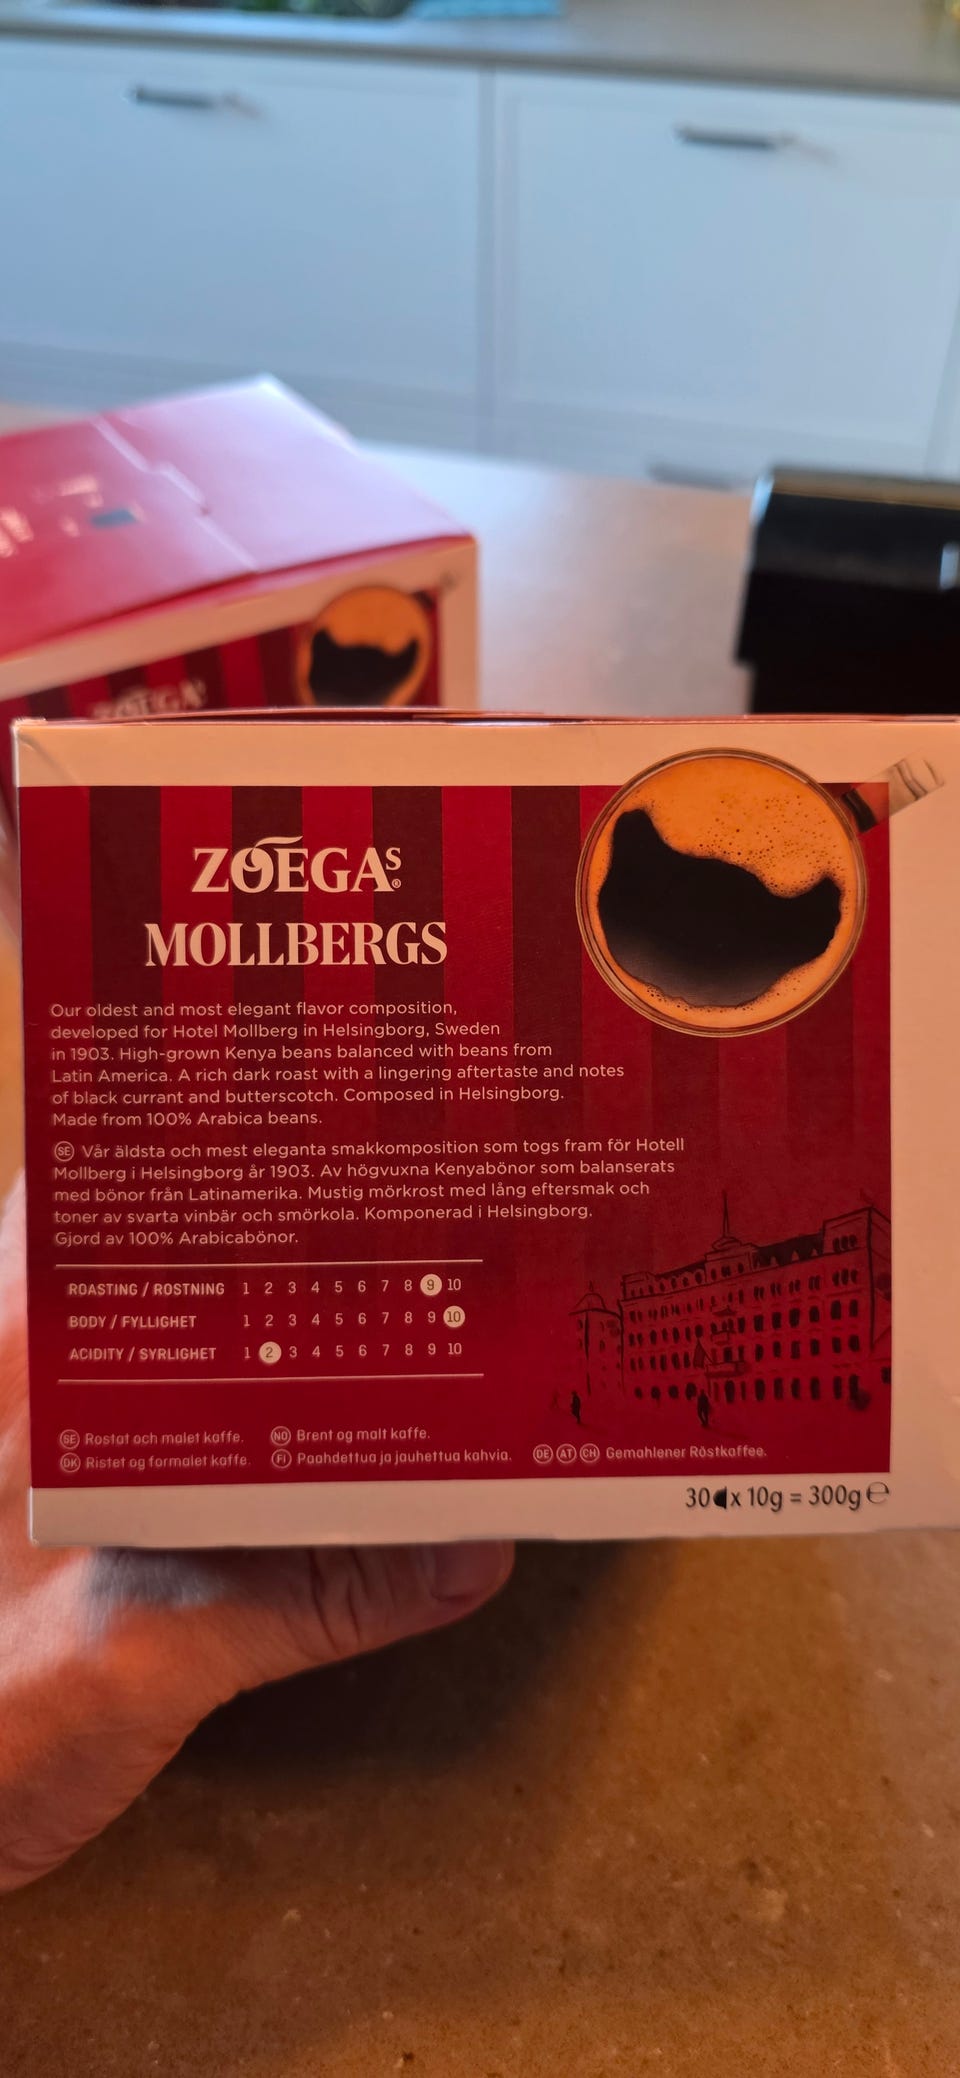 ZOÉGAS®
MOLLBERGS
Our oldest and most elegant flavor composition,
developed for Hotel Mollberg in Helsingborg, Sweden
in 1903. High-grown Kenya beans balanced with beans from
Latin America. A rich dark roast with a lingering aftertaste and notes
of black currant and butterscotch. Composed in Helsingborg.
Made from 100% Arabica beans.
SE Vår äldsta och mest eleganta smakkomposition som togs fram för Hotell
Mollberg i Helsingborg år 1903. Av högvuxna Kenyabönor som balanserats
med bönor från Latinamerika. Mustig mörkrost med lång eftersmak och
toner av svarta vinbär och smörkola. Komponerad i Helsingborg.
Gjord av 100% Arabicabönor.
ROASTING / ROSTNING 1 2 3 4 5 6 7 8 9 10
BODY / FYLLIGHET 1 2 3 4 5 6 7 8 9 10
ACIDITY / SYRLIGHET 1 2 3 4 5 6 7 8 9 10
SE Rostat och malet kaffe. NO Brent og malt kaffe.
DK Ristet og formalet kaffe. FI Paahdettua ja jauhettua kahvia. DE AT CH Gemahlener Röstkaffee.
30 x 10g = 300g ℮
ZOÉGAS